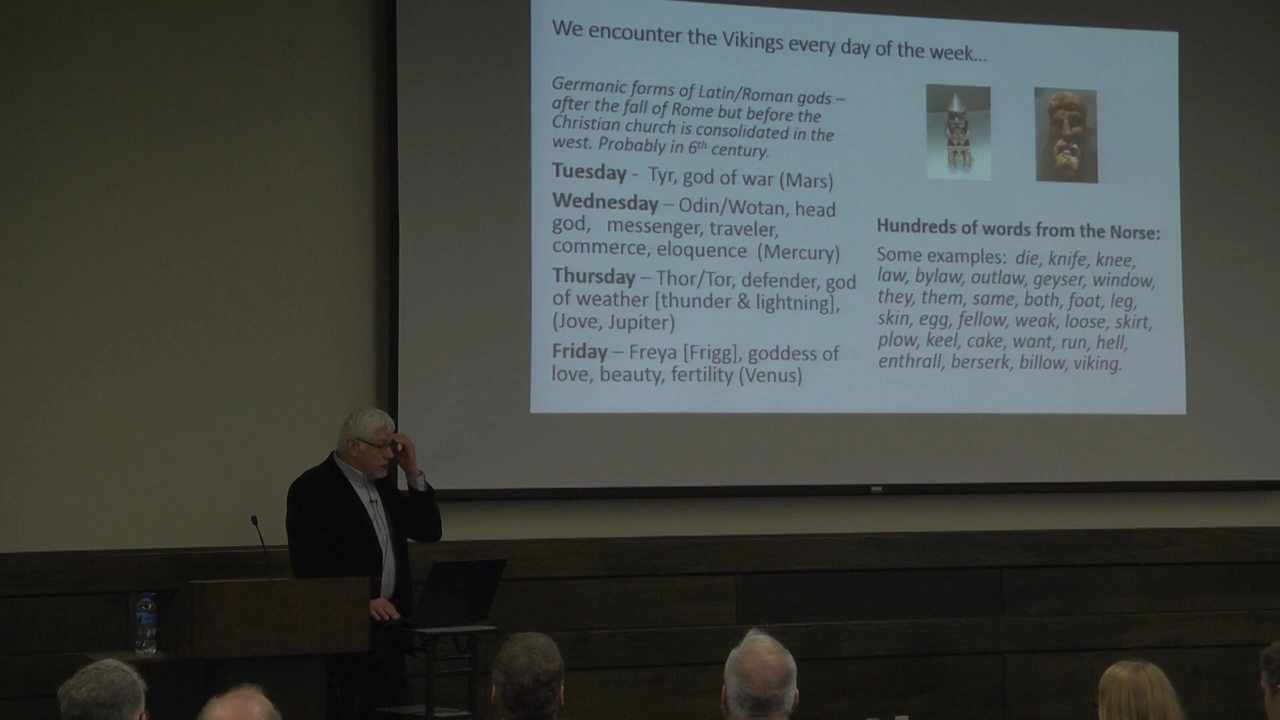 We encounter the Vikings every day of the week...
Germanic forms of Latin/Roman gods –
after the fall of Rome but before the
Christian church is consolidated in the
west. Probably in 6th century.
Tuesday - Tyr, god of war (Mars)
Wednesday – Odin/Wotan, head
god, messenger, traveler,
commerce, eloquence (Mercury)
Thursday – Thor/Tor, defender, god
of weather [thunder & lightning],
(Jove, Jupiter)
Friday – Freya [Frigg], goddess of
love, beauty, fertility (Venus)
Hundreds of words from the Norse:
Some examples: die, knife, knee,
law, bylaw, outlaw, geyser, window,
they, them, same, both, foot, leg,
skin, egg, fellow, weak, loose, skirt,
plow, keel, cake, want, run, hell,
enthrall, berserk, billow, viking.